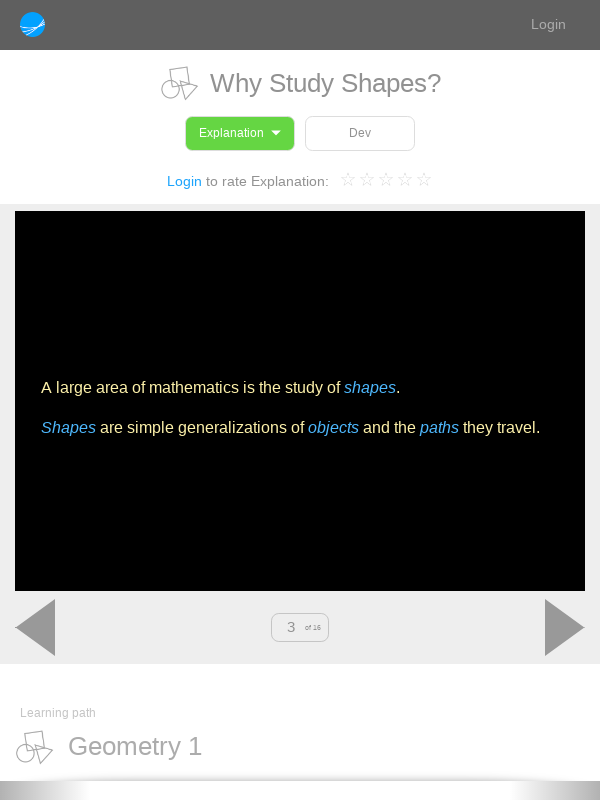 Login
Why Study Shapes?
Explanation
Dev
Login to rate Explanation:
A large area of mathematics is the study of shapes.
Shapes are simple generalizations of objects and the paths they travel.
3 of 16
Learning path
Geometry 1